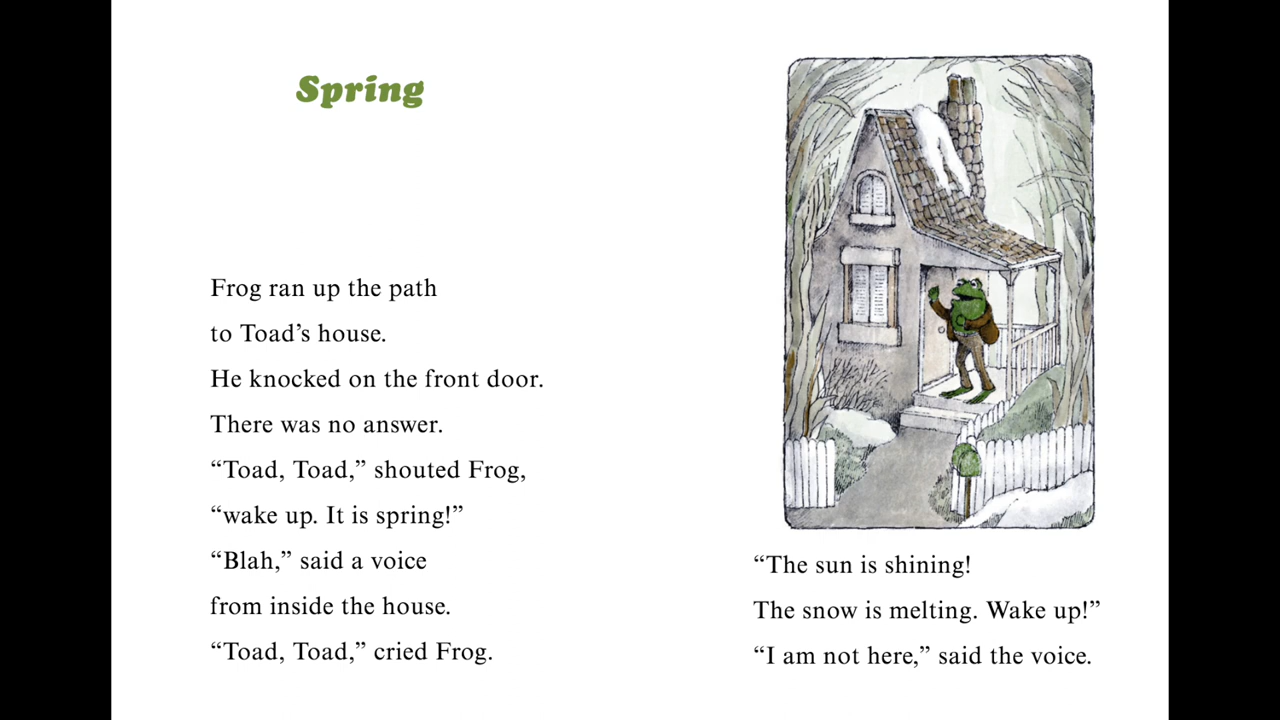 Spring
Frog ran up the path
to Toad’s house.
He knocked on the front door.
There was no answer.
“Toad, Toad,” shouted Frog,
“wake up. It is spring!”
“Blah,” said a voice
from inside the house.
“Toad, Toad,” cried Frog.
“The sun is shining!
The snow is melting. Wake up!”
“I am not here,” said the voice.